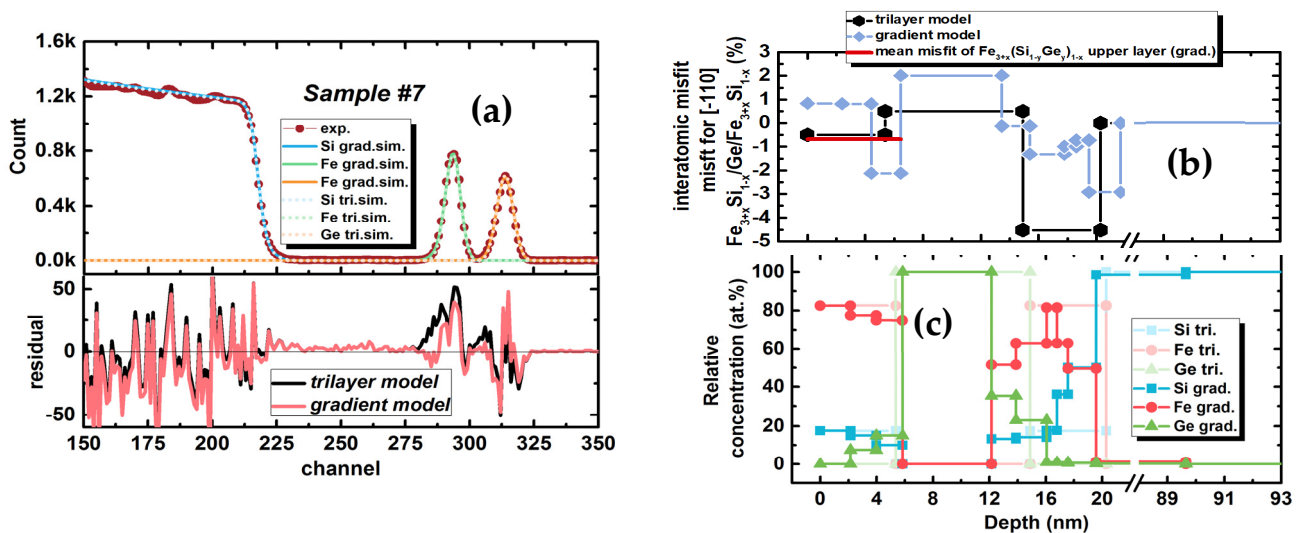 1.6k
1.2k
0.8k
0.4k
0.0k
Count
Sample #7
(a)
exp.
Si grad.sim.
Fe grad.sim.
Fe grad.sim.
Si tri.sim.
Fe tri.sim.
Ge tri.sim.
50
0
-50
residual
trilayer model
gradient model
150 175 200 225 250 275 300 325 350
channel
trilayer model
gradient model
mean misfit of Fe3+x(Si1-yGey)1-x upper layer (grad.)
interatomic misfit
misft for [-110]
Fe3+xSi1-x/Ge/Fe3+xSi1-x (%)
3
2
1
0
-1
-2
-3
-4
-5
(b)
100
80
60
40
20
0
Relative
concentration (at.%)
(c)
Si tri.
Fe tri.
Ge tri.
Si grad.
Fe grad.
Ge grad.
0 4 8 12 16 20 89 91 93
Depth (nm)